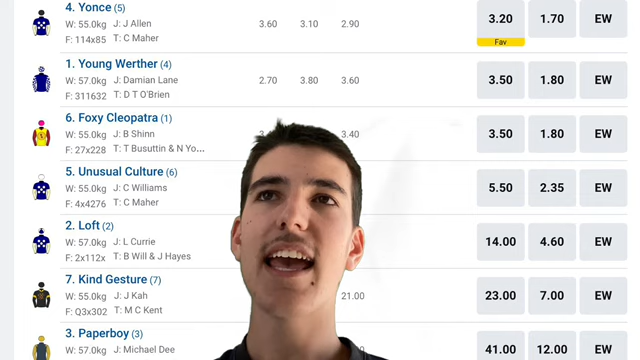 4. Yonce (5)
W: 55.0kg J: J Allen 3.60 3.10 2.90 3.20 1.70 EW
F: 114x85 T: C Maher Fav
1. Young Werther (4)
W: 57.0kg J: Damian Lane 2.70 3.80 3.60 3.50 1.80 EW
F: 311632 T: D T O'Brien
6. Foxy Cleopatra (1)
W: 55.0kg J: B Shinn 3.40 3.50 1.80 EW
F: 27x228 T: T Busuttin & N Yo...
5. Unusual Culture (6)
W: 55.0kg J: C Williams 5.50 2.35 EW
F: 4x4276 T: C Maher
2. Loft (2)
W: 57.0kg J: L Currie 14.00 4.60 EW
F: 2x112x T: B Will & J Hayes
7. Kind Gesture (7)
W: 55.0kg J: J Kah 21.00 23.00 7.00 EW
F: Q3x302 T: M C Kent
3. Paperboy (3)
W: 57.0kg J: Michael Dee 41.00 12.00 EW